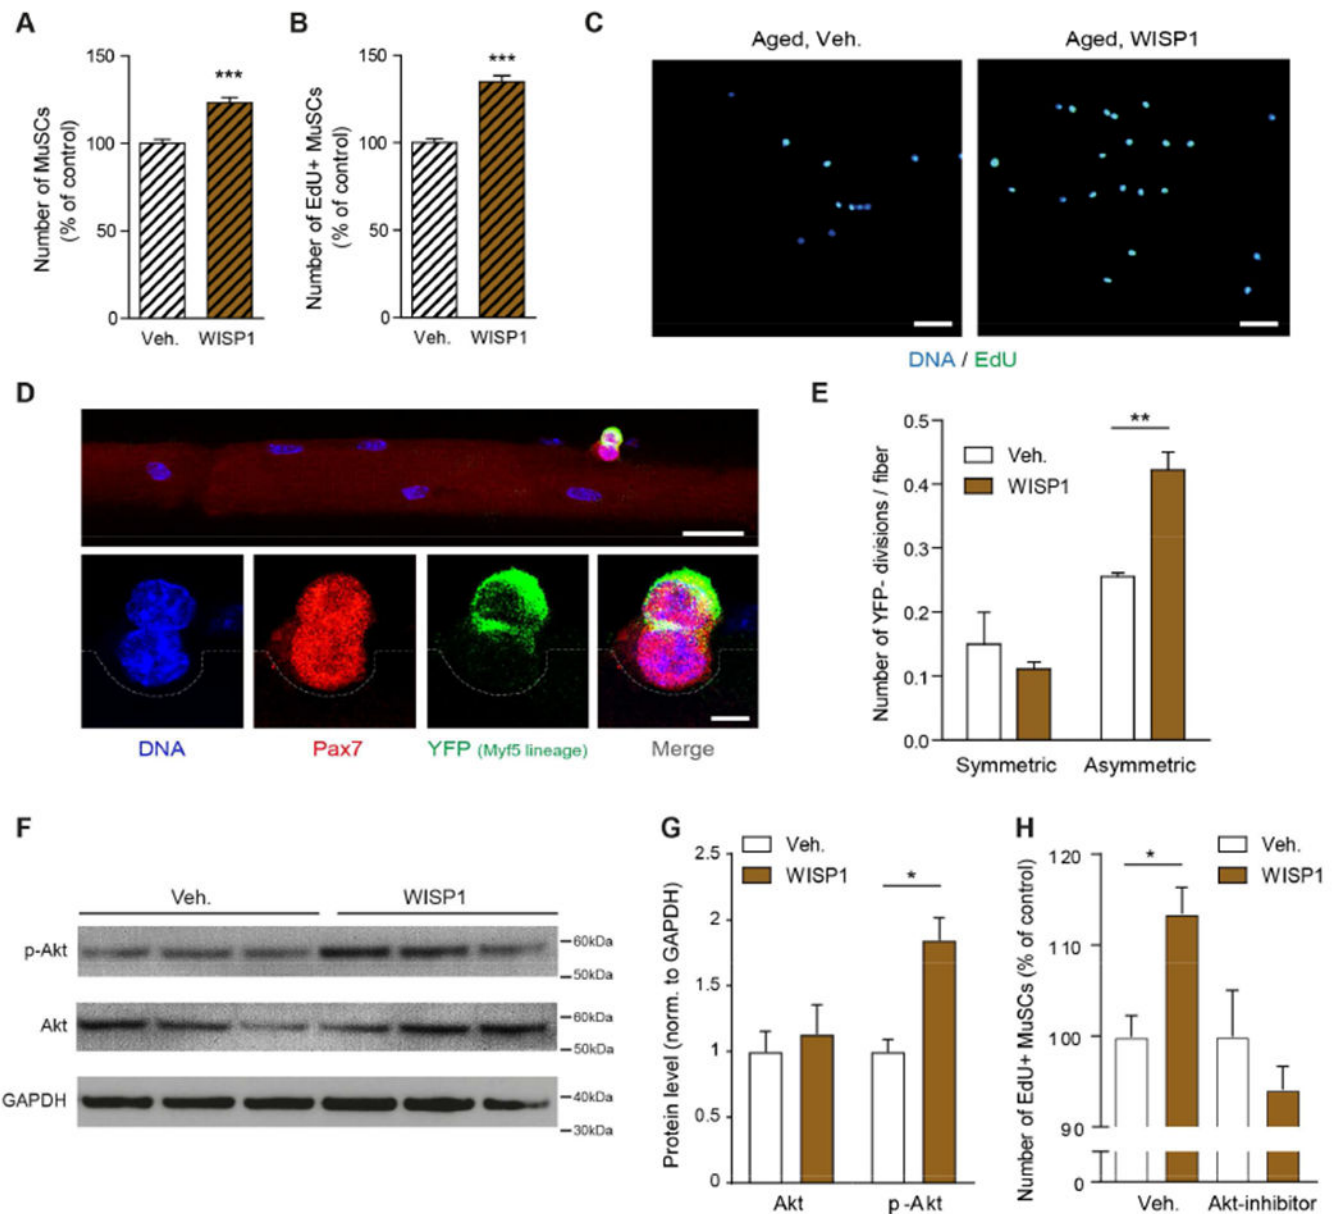 A
Number of MuSCs
(% of control)
150
100
50
0
***
Veh.
WISP1
B
Number of EdU+ MuSCs
(% of control)
150
100
50
0
***
Veh.
WISP1
C
Aged, Veh.
Aged, WISP1
DNA / EdU
D
DNA
Pax7
YFP (Myf5 lineage)
Merge
E
Number of YFP- divisions / fiber
0.5
0.4
0.3
0.2
0.1
0.0
Veh.
WISP1
**
Symmetric
Asymmetric
F
Veh.
WISP1
p-Akt
60kDa
50kDa
Akt
60kDa
50kDa
GAPDH
40kDa
30kDa
G
Protein level (norm. to GAPDH)
2.5
2
1.5
1
0.5
0
Veh.
WISP1
*
Akt
p-Akt
H
Number of EdU+ MuSCs (% of control)
120
110
100
90
0
Veh.
WISP1
*
Veh.
Akt-inhibitor